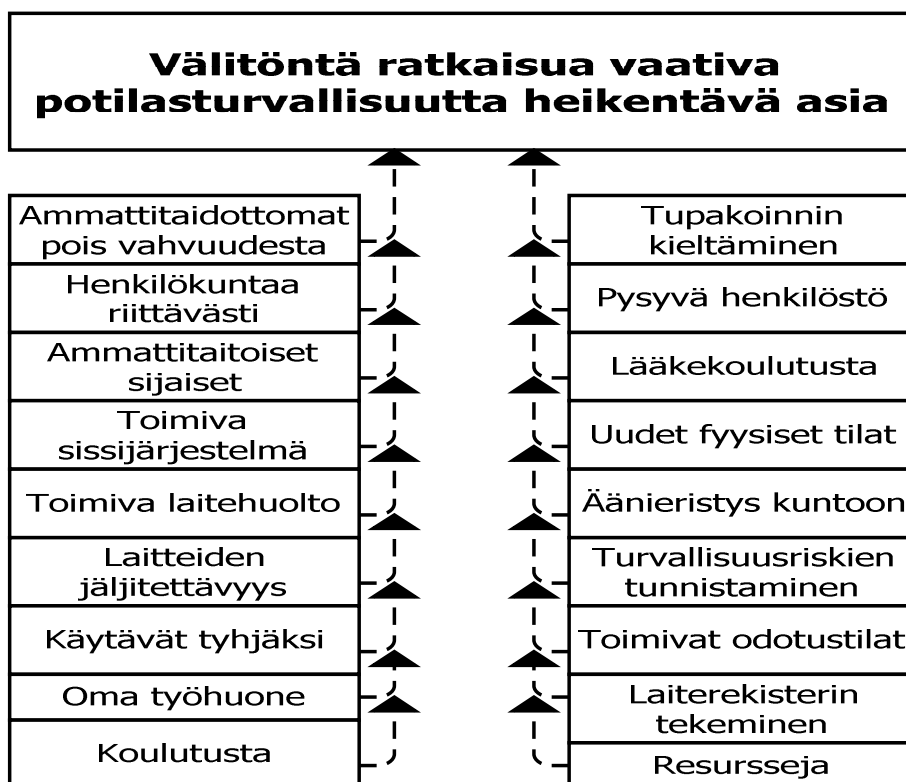 Välitöntä ratkaisua vaativa
potilasturvallisuutta heikentävä asia
Ammattitaidottomat
pois vahvuudesta
Henkilökuntaa
riittävästi
Ammattitaitoiset
sijaiset
Toimiva
sissijärjestelmä
Toimiva laitehuolto
Laitteiden
jäljitettävyys
Käytävät tyhjäksi
Oma työhuone
Koulutusta
Tupakoinnin
kieltäminen
Pysyvä henkilöstö
Lääkekoulutusta
Uudet fyysiset tilat
Äänieristys kuntoon
Turvallisuusriskien
tunnistaminen
Toimivat odotustilat
Laiterekisterin
tekeminen
Resursseja